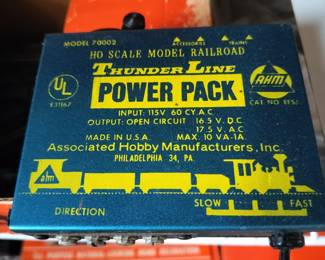 MODEL 70002
ACCESSORIES TRAINS
HO SCALE MODEL RAILROAD
THUNDER LINE
UL
E31167
POWER PACK
AHM
CAT. NO. EFSJ
INPUT: 115V 60 CY. A.C
OUTPUT: OPEN CIRCUIT 16.5 V. D.C
17.5 V. A.C
MADE IN U.S.A. MAX. 10 VA-1A
Associated Hobby Manufacturers, Inc.
PHILADELPHIA 34, PA.
ahm
DIRECTION
SLOW FAST